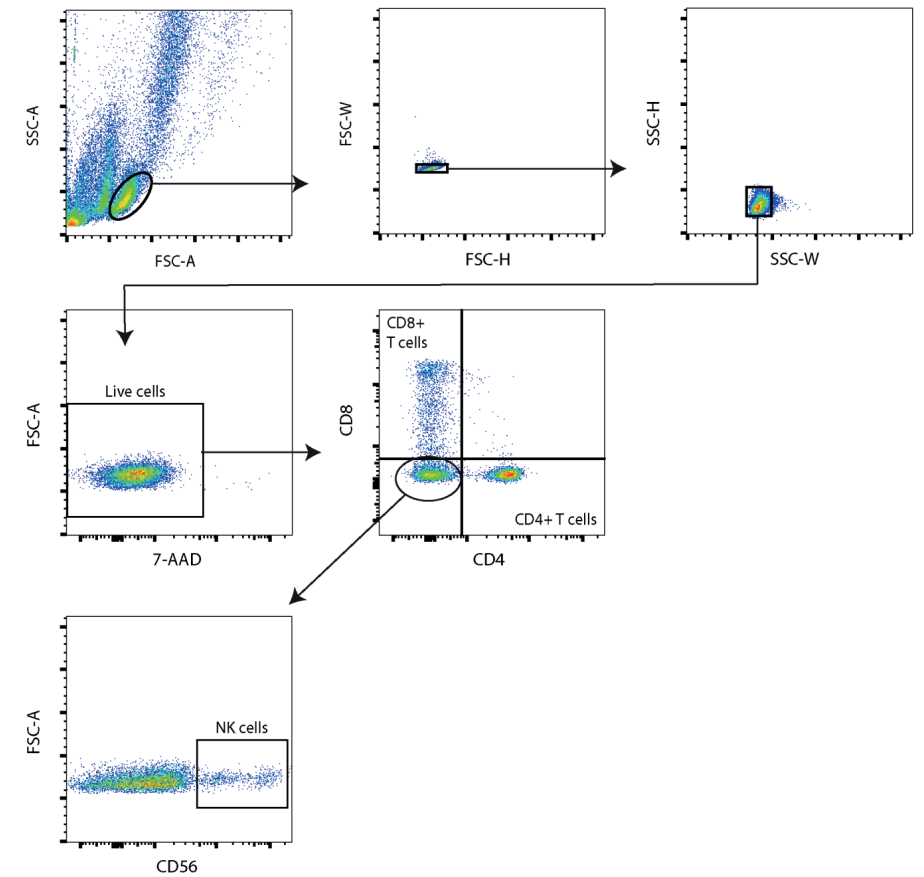 SSC-A
FSC-A
FSC-W
FSC-H
SSC-H
SSC-W
Live cells
FSC-A
7-AAD
CD8+
T cells
CD8
CD4+ T cells
CD4
NK cells
FSC-A
CD56